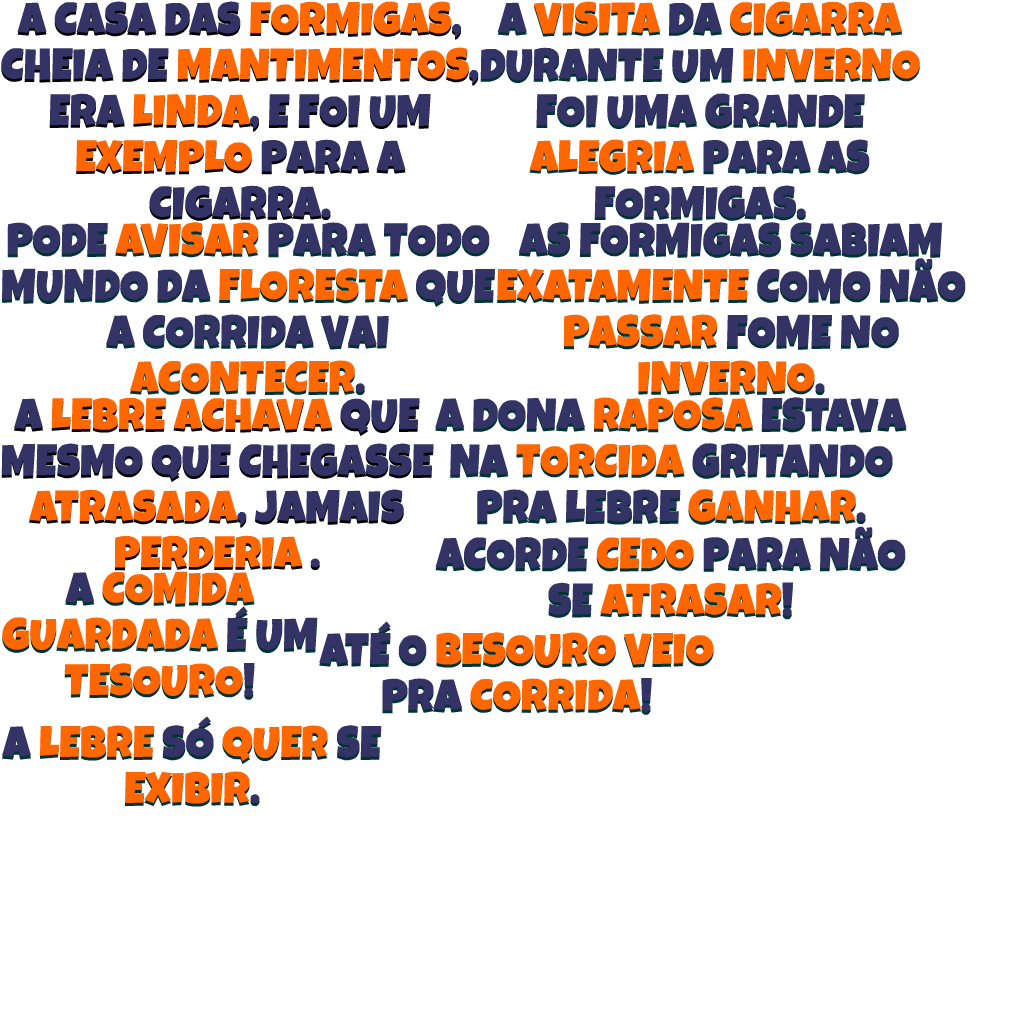 A CASA DAS FORMIGAS,
CHEIA DE MANTIMENTOS,
ERA LINDA, E FOI UM
EXEMPLO PARA A
CIGARRA.
A VISITA DA CIGARRA
DURANTE UM INVERNO
FOI UMA GRANDE
ALEGRIA PARA AS
FORMIGAS.
PODE AVISAR PARA TODO
MUNDO DA FLORESTA QUE
A CORRIDA VAI
ACONTECER.
AS FORMIGAS SABIAM
EXATAMENTE COMO NÃO
PASSAR FOME NO
INVERNO.
A LEBRE ACHAVA QUE
MESMO QUE CHEGASSE
ATRASADA, JAMAIS
PERDERIA .
A DONA RAPOSA ESTAVA
NA TORCIDA GRITANDO
PRA LEBRE GANHAR.
ACORDE CEDO PARA NÃO
SE ATRASAR!
A COMIDA
GUARDADA É UM
TESOURO!
ATÉ O BESOURO VEIO
PRA CORRIDA!
A LEBRE SÓ QUER SE
EXIBIR.